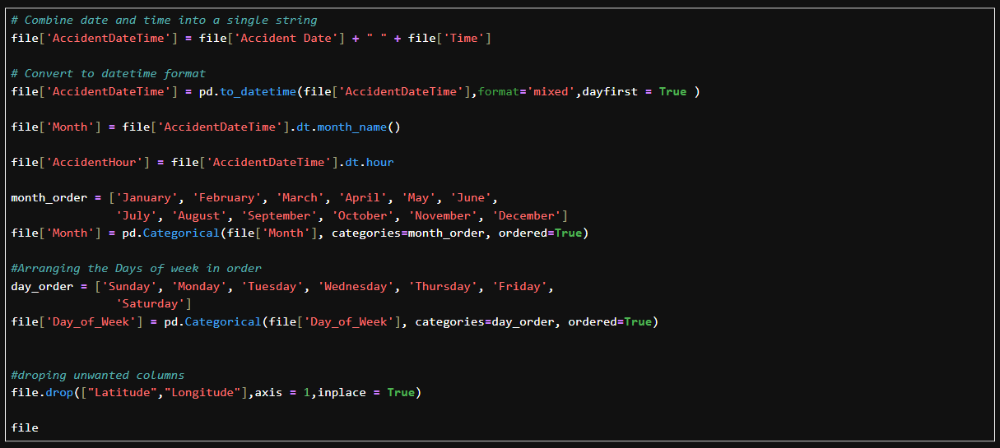 # Combine date and time into a single string
file['AccidentDateTime'] = file['Accident Date'] + " " + file['Time']
# Convert to datetime format
file['AccidentDateTime'] = pd.to_datetime(file['AccidentDateTime'],format='mixed',dayfirst = True )
file['Month'] = file['AccidentDateTime'].dt.month_name()
file['AccidentHour'] = file['AccidentDateTime'].dt.hour
month_order = ['January', 'February', 'March', 'April', 'May', 'June',
'July', 'August', 'September', 'October', 'November', 'December']
file['Month'] = pd.Categorical(file['Month'], categories=month_order, ordered=True)
#Arranging the Days of week in order
day_order = ['Sunday', 'Monday', 'Tuesday', 'Wednesday', 'Thursday', 'Friday',
'Saturday']
file['Day_of_Week'] = pd.Categorical(file['Day_of_Week'], categories=day_order, ordered=True)
#droping unwanted columns
file.drop(["Latitude","Longitude"],axis = 1,inplace = True)
file